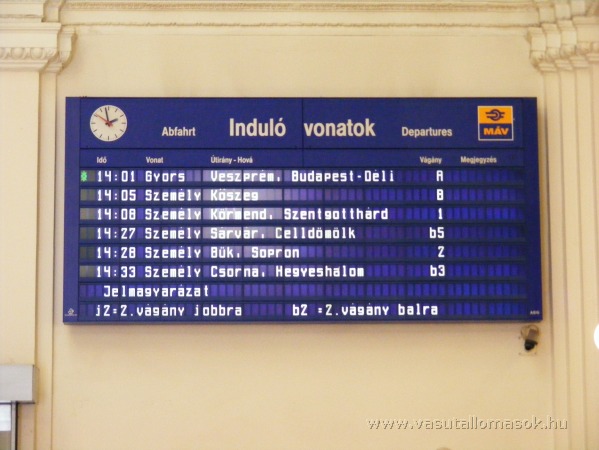 Abfahrt Induló vonatok Departures MÁV
Idő Vonat Útirány - Hová Vágány Megjegyzés
14:01 Gyors Veszprém, Budapest-Déli A
14:05 Személy Kőszeg B
14:08 Személy Körmend, Szentgotthárd 1
14:27 Személy Sárvár, Celldömölk b5
14:28 Személy Bük, Sopron 2
14:33 Személy Csorna, Hegyeshalom b3
Jelmagyarázat
j2=2.vágány jobbra b2 =2.vágány balra
© www.vasutallomasok.hu